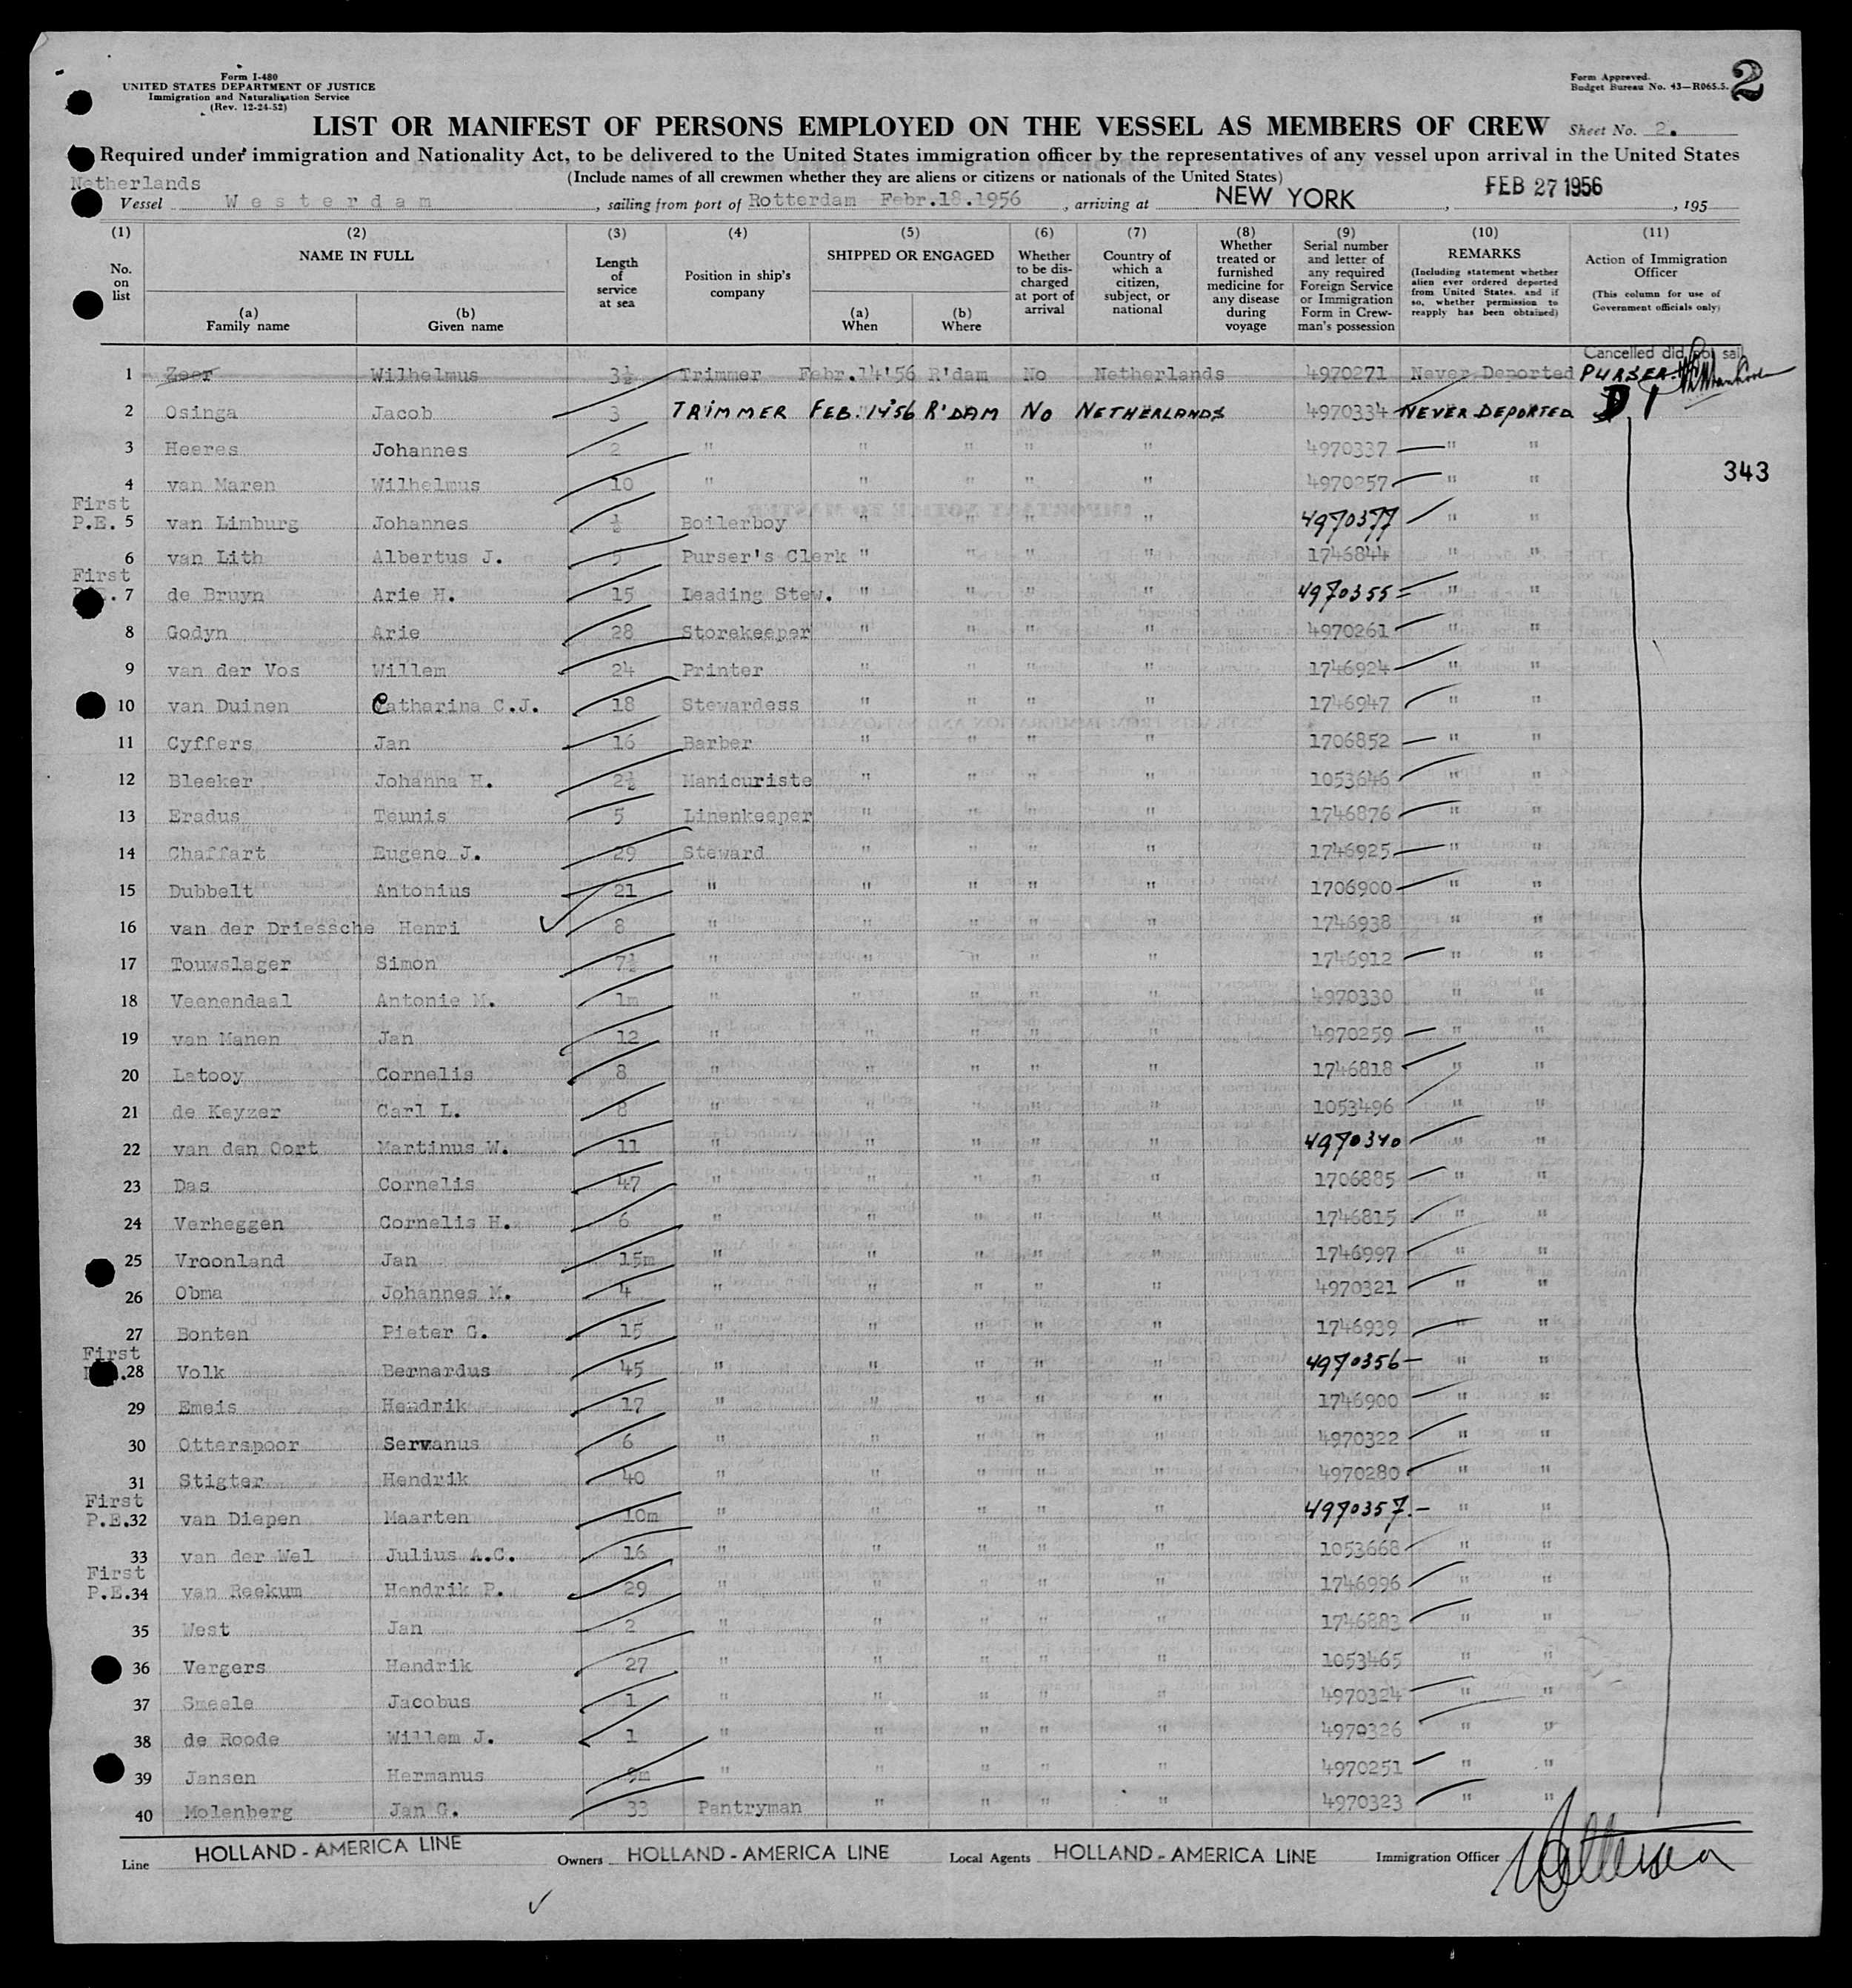 Form I-480
UNITED STATES DEPARTMENT OF JUSTICE
Immigration and Naturalization Service
(Rev. 12-24-52)
Form Approved.
Budget Bureau No. 43—R065.5.
2
LIST OR MANIFEST OF PERSONS EMPLOYED ON THE VESSEL AS MEMBERS OF CREW Sheet No. 2.
Required under immigration and Nationality Act, to be delivered to the United States immigration officer by the representatives of any vessel upon arrival in the United States
(Include names of all crewmen whether they are aliens or citizens or nationals of the United States)
Netherlands
Vessel Westerdam, sailing from port of Rotterdam Febr.18.1956, arriving at NEW YORK, FEB 27 1956, 195
(1) No. on list
(2) NAME IN FULL
(a) Family name
(b) Given name
(3) Length of service at sea
(4) Position in ship's company
(5) SHIPPED OR ENGAGED
(a) When
(b) Where
(6) Whether to be discharged at port of arrival
(7) Country of which a citizen, subject, or national
(8) Whether treated or furnished medicine for any disease during voyage
(9) Serial number and letter of any required Foreign Service or Immigration Form in Crewman's possession
(10) REMARKS (Including statement whether alien ever ordered deported from United States, and if so, whether permission to reapply has been obtained)
(11) Action of Immigration Officer (This column for use of Government officials only)
Cancelled did not sail
1 Zeer Wilhelmus 3½ Trimmer Febr.14'56 R'dam No Netherlands 4970271 Never Deported PURSER
2 Osinga Jacob 3 TRIMMER FEB. 14'56 R'DAM NO NETHERLANDS 4970334 NEVER DEPORTED D 1
3 Heeres Johannes 2 " " " " " 4970337 " "
343
4 van Maren Wilhelmus 10 " " " " " 4970257 " "
First
P.E. 5 van Limburg Johannes ½ Boilerboy " " " " 4970377 " "
6 van Lith Albertus J. 5 Purser's Clerk " " " " 1746844 " "
First
7 de Bruyn Arie H. 15 Leading Stew. " " " " 4970355 " "
8 Godyn Arie 28 Storekeeper " " " " 4970261 " "
9 van der Vos Willem 24 Printer " " " " 1746924 " "
10 van Duinen Catharina C.J. 18 Stewardess " " " " 1746947 " "
11 Cyffers Jan 16 Barber " " " " 1706852 " "
12 Bleeker Johanna H. 2½ Manicuriste " " " " 1053646 " "
13 Eradus Teunis 5 Linenkeeper " " " " 1746876 " "
14 Chaffart Eugene J. 29 Steward " " " " 1746925 " "
15 Dubbelt Antonius 21 " " " " " 1706900 " "
16 van der Driessche Henri 8 " " " " " 1746938 " "
17 Touwslager Simon 7½ " " " " " 1746912 " "
18 Veenendaal Antonie M. 1m " " " " " 4970330 " "
19 van Manen Jan 12 " " " " " 4970259 " "
20 Latooy Cornelis 8 " " " " " 1746818 " "
21 de Keyzer Carl L. 8 " " " " " 1053496 " "
22 van den Oort Martinus W. 11 " " " " " 4970340 " "
23 Das Cornelis 47 " " " " " 1706885 " "
24 Verheggen Cornelis H. 6 " " " " " 1746815 " "
25 Vroonland Jan 15m " " " " " 1746997 " "
26 Obma Johannes M. 4 " " " " " 4970321 " "
27 Bonten Pieter G. 15 " " " " " 1746939 " "
First
28 Volk Bernardus 45 " " " " " 4970356 " "
29 Emeis Hendrik 17 " " " " " 1746900 " "
30 Otterspoor Servanus 6 " " " " " 4970322 " "
31 Stigter Hendrik 40 " " " " " 4970280 " "
First
P.E.32 van Diepen Maarten 10m " " " " " 4970357. " "
33 van der Wel Julius A.C. 16 " " " " " 1053668 " "
First
P.E.34 van Reekum Hendrik P. 29 " " " " " 1746996 " "
35 West Jan 2 " " " " " 1746883 " "
36 Vergers Hendrik 27 " " " " " 1053465 " "
37 Smeele Jacobus 1 " " " " " 4970324 " "
38 de Roode Willem J. 1 " " " " " 4970326 " "
39 Jansen Hermanus 9m " " " " " 4970251 " "
40 Molenberg Jan G. 33 Pantryman " " " " 4970323 " "
Line HOLLAND-AMERICA LINE Owners HOLLAND-AMERICA LINE Local Agents HOLLAND-AMERICA LINE Immigration Officer